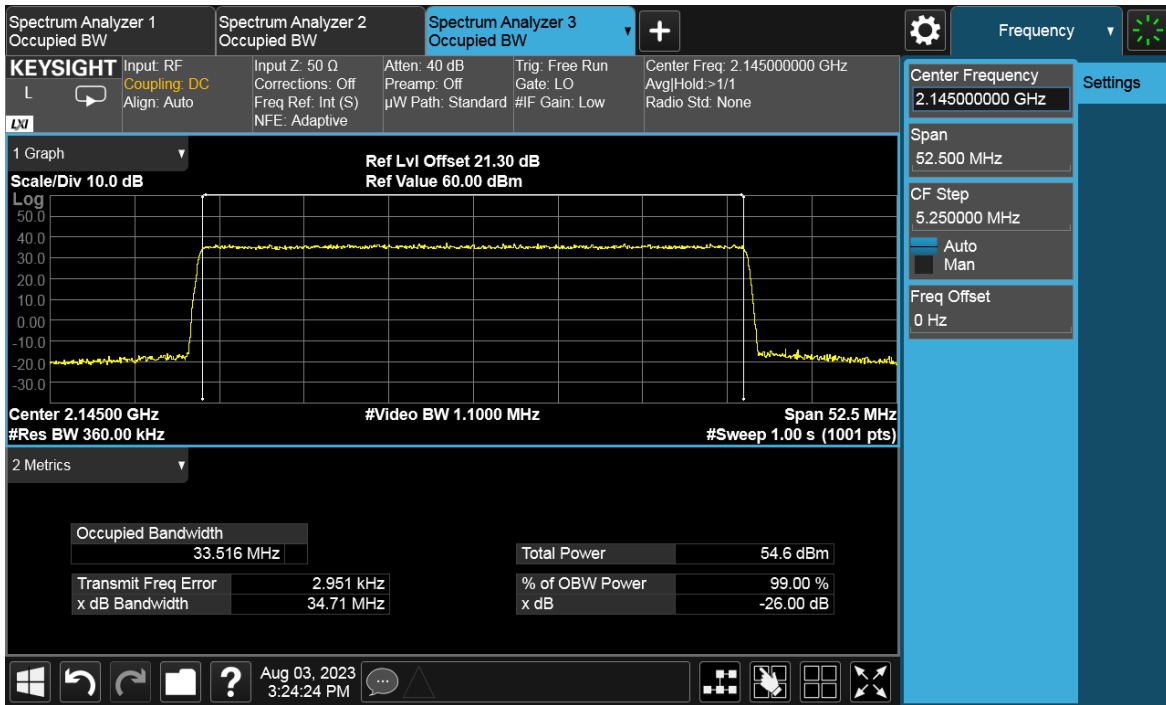 Spectrum Analyzer 1
Occupied BW
Spectrum Analyzer 2
Occupied BW
Spectrum Analyzer 3
Occupied BW
Frequency
KEYSIGHT
L
LXI
Input: RF
Coupling: DC
Align: Auto
Input Z: 50 Ω
Corrections: Off
Freq Ref: Int (S)
NFE: Adaptive
Atten: 40 dB
Preamp: Off
µW Path: Standard
Trig: Free Run
Gate: LO
#IF Gain: Low
Center Freq: 2.145000000 GHz
Avg|Hold:>1/1
Radio Std: None
Center Frequency
2.145000000 GHz
Settings
Span
52.500 MHz
CF Step
5.250000 MHz
Auto
Man
Freq Offset
0 Hz
1 Graph
Scale/Div 10.0 dB
Ref Lvl Offset 21.30 dB
Ref Value 60.00 dBm
Log
50.0
40.0
30.0
20.0
10.0
0.00
-10.0
-20.0
-30.0
Center 2.14500 GHz
#Video BW 1.1000 MHz
Span 52.5 MHz
#Res BW 360.00 kHz
#Sweep 1.00 s (1001 pts)
2 Metrics
Occupied Bandwidth
33.516 MHz
Total Power 54.6 dBm
Transmit Freq Error 2.951 kHz
% of OBW Power 99.00 %
x dB Bandwidth 34.71 MHz
x dB -26.00 dB
?
Aug 03, 2023
3:24:24 PM